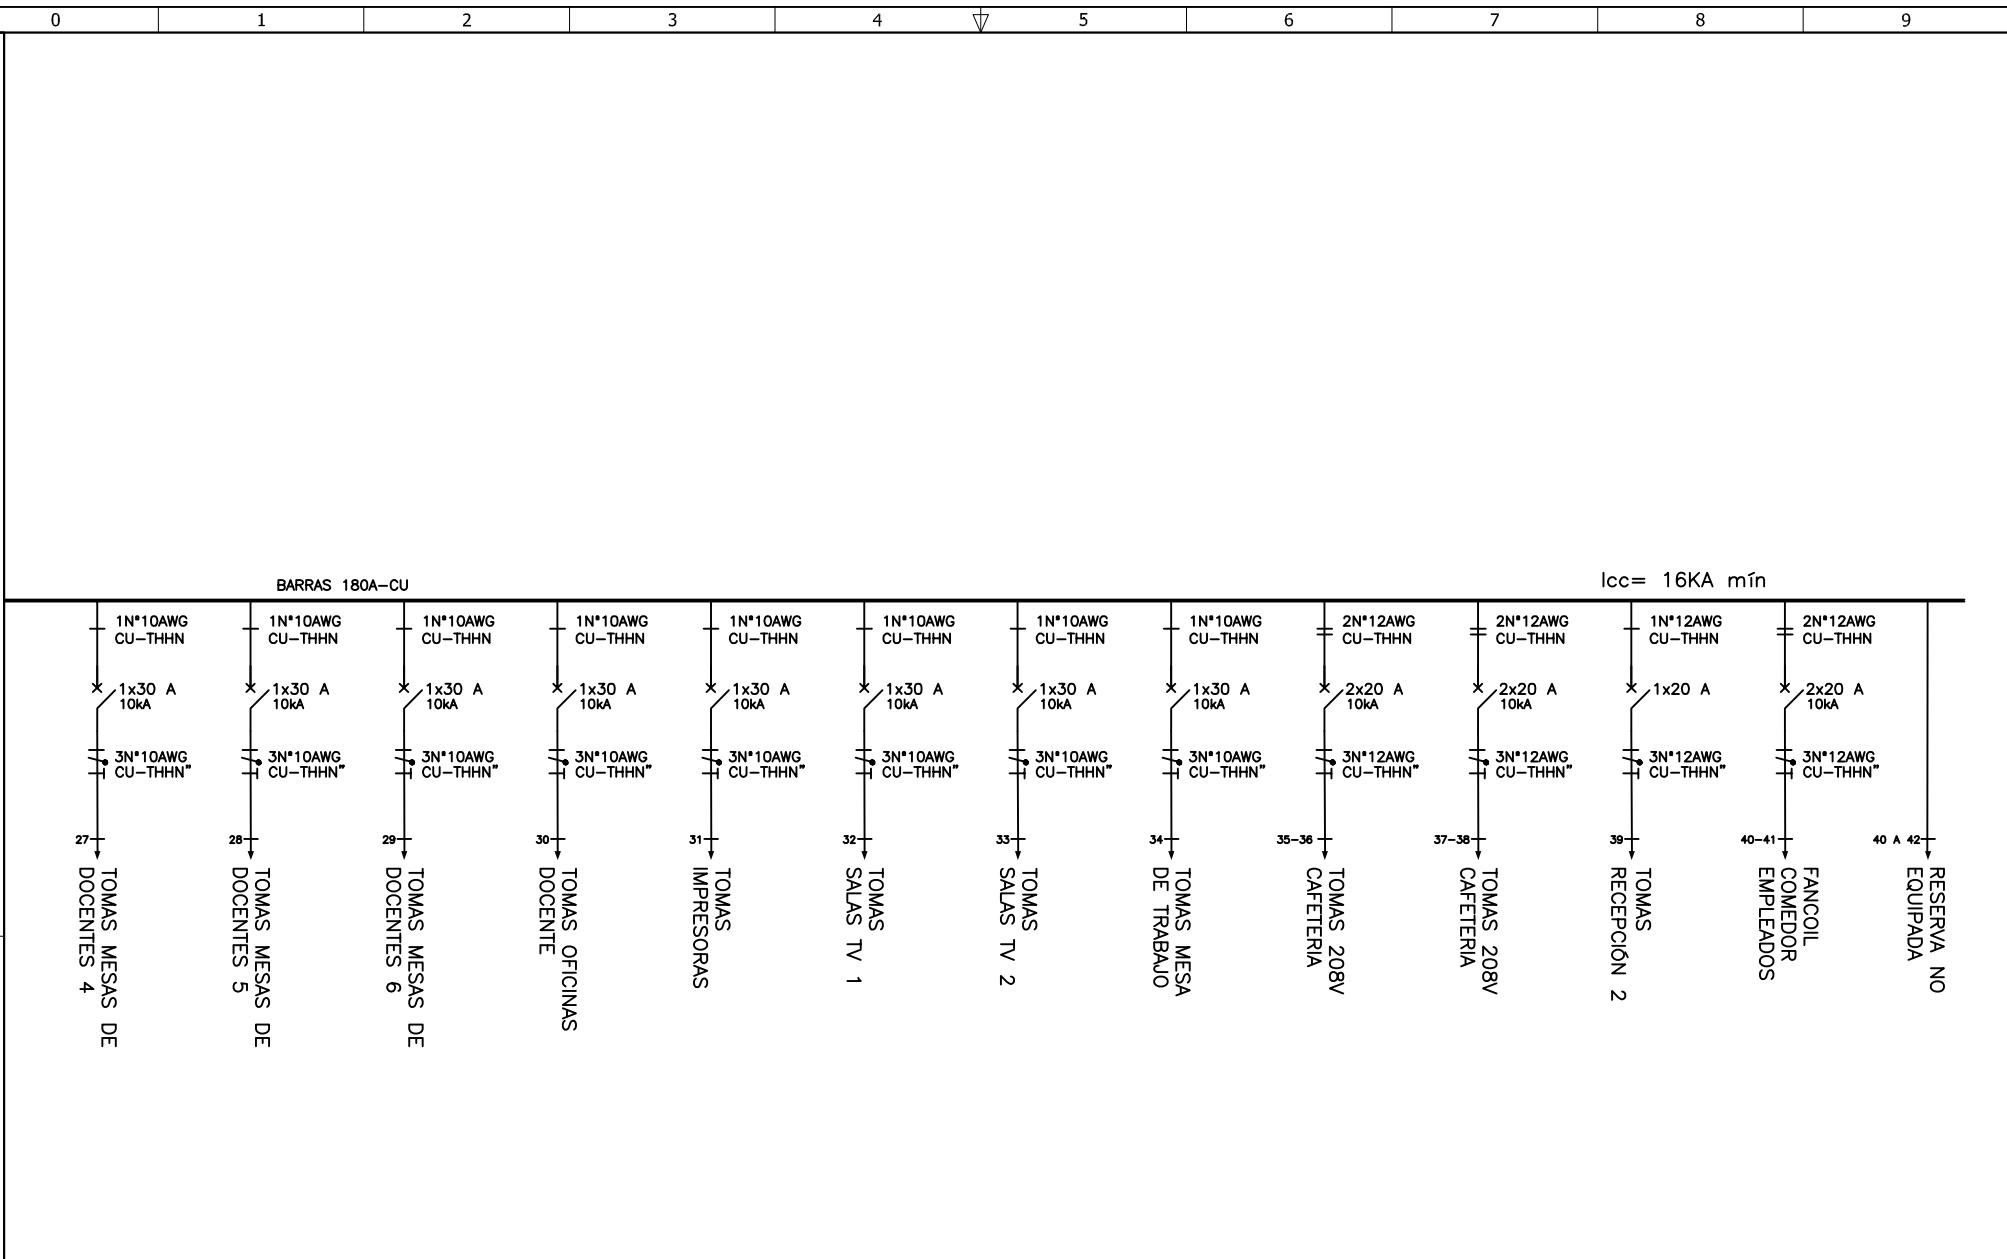 0 1 2 3 4 5 6 7 8 9
BARRAS 180A-CU
Icc= 16KA mín
1N°10AWG
CU-THHN
1x30 A
10kA
3N°10AWG
CU-THHN"
27
TOMAS MESAS DE
DOCENTES 4
1N°10AWG
CU-THHN
1x30 A
10kA
3N°10AWG
CU-THHN"
28
TOMAS MESAS DE
DOCENTES 5
1N°10AWG
CU-THHN
1x30 A
10kA
3N°10AWG
CU-THHN"
29
TOMAS MESAS DE
DOCENTES 6
1N°10AWG
CU-THHN
1x30 A
10kA
3N°10AWG
CU-THHN"
30
TOMAS OFICINAS
DOCENTE
1N°10AWG
CU-THHN
1x30 A
10kA
3N°10AWG
CU-THHN"
31
TOMAS
IMPRESORAS
1N°10AWG
CU-THHN
1x30 A
10kA
3N°10AWG
CU-THHN"
32
TOMAS
SALAS TV 1
1N°10AWG
CU-THHN
1x30 A
10kA
3N°10AWG
CU-THHN"
33
TOMAS
SALAS TV 2
1N°10AWG
CU-THHN
1x30 A
10kA
3N°10AWG
CU-THHN"
34
TOMAS MESA
DE TRABAJO
2N°12AWG
CU-THHN
2x20 A
10kA
3N°12AWG
CU-THHN"
35-36
TOMAS 208V
CAFETERIA
2N°12AWG
CU-THHN
2x20 A
10kA
3N°12AWG
CU-THHN"
37-38
TOMAS 208V
CAFETERIA
1N°12AWG
CU-THHN
1x20 A
3N°12AWG
CU-THHN"
39
TOMAS
RECEPCIÓN 2
2N°12AWG
CU-THHN
2x20 A
10kA
3N°12AWG
CU-THHN"
40-41
FANCOIL
COMEDOR
EMPLEADOS
40 A 42
RESERVA NO
EQUIPADA